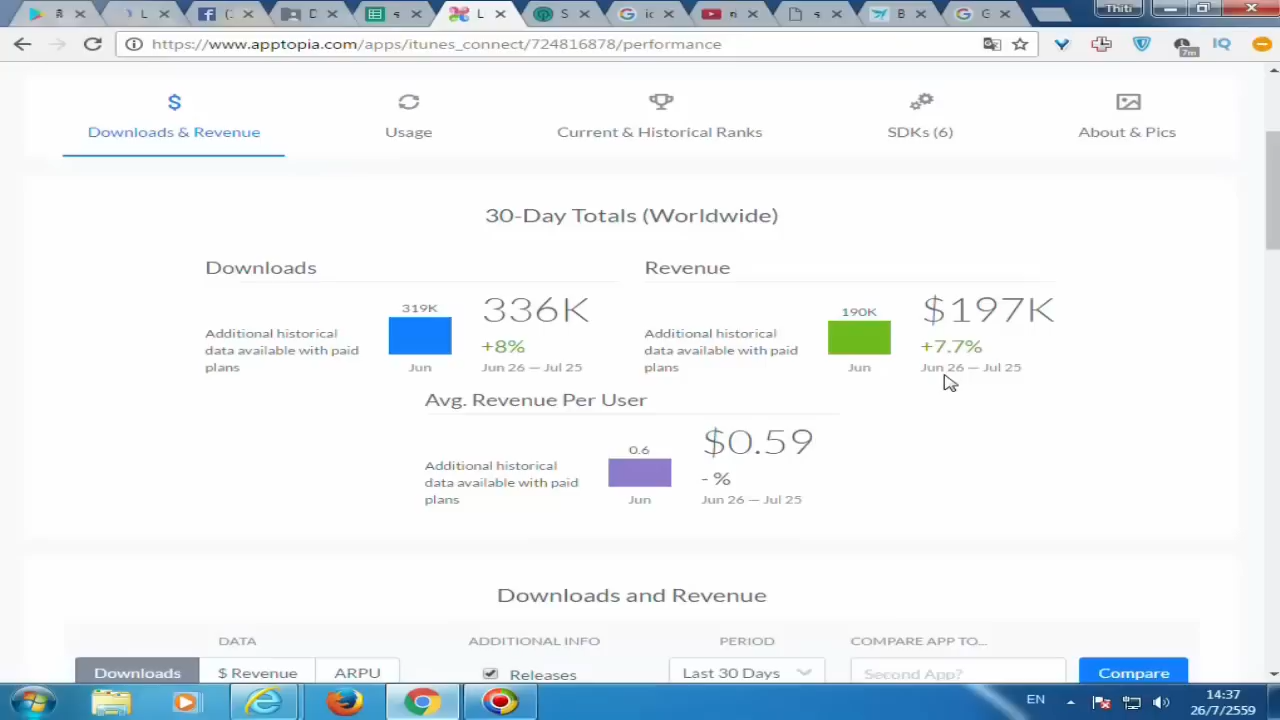 Thiti
https://www.apptopia.com/apps/itunes_connect/724816878/performance
7m
IQ
$
Downloads & Revenue
Usage
Current & Historical Ranks
SDKs (6)
About & Pics
30-Day Totals (Worldwide)
Downloads
Additional historical
data available with paid
plans
319K
Jun
336K
+8%
Jun 26 — Jul 25
Revenue
Additional historical
data available with paid
plans
190K
Jun
$197K
+7.7%
Jun 26 — Jul 25
Avg. Revenue Per User
Additional historical
data available with paid
plans
0.6
Jun
$0.59
- %
Jun 26 — Jul 25
Downloads and Revenue
DATA
ADDITIONAL INFO
PERIOD
COMPARE APP TO...
Downloads
$ Revenue
ARPU
Releases
Last 30 Days
Second App?
Compare
EN
14:37
26/7/2559